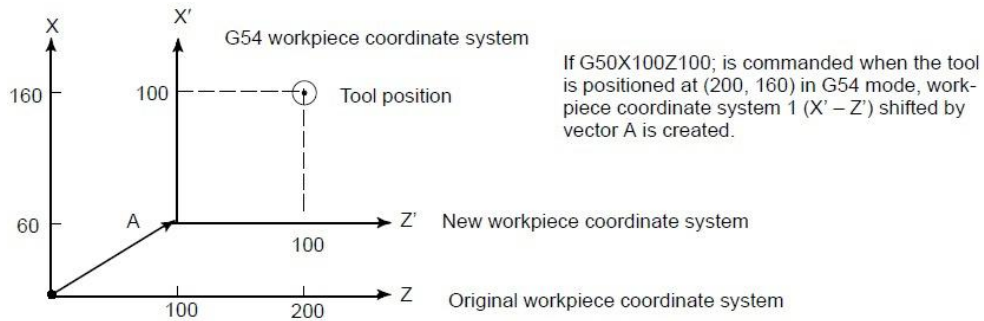 X
X’
G54 workpiece coordinate system
160
100
Tool position
If G50X100Z100; is commanded when the tool
is positioned at (200, 160) in G54 mode, work-
piece coordinate system 1 (X’ – Z’) shifted by
vector A is created.
60
A
Z’
New workpiece coordinate system
100
Z
Original workpiece coordinate system
100
200